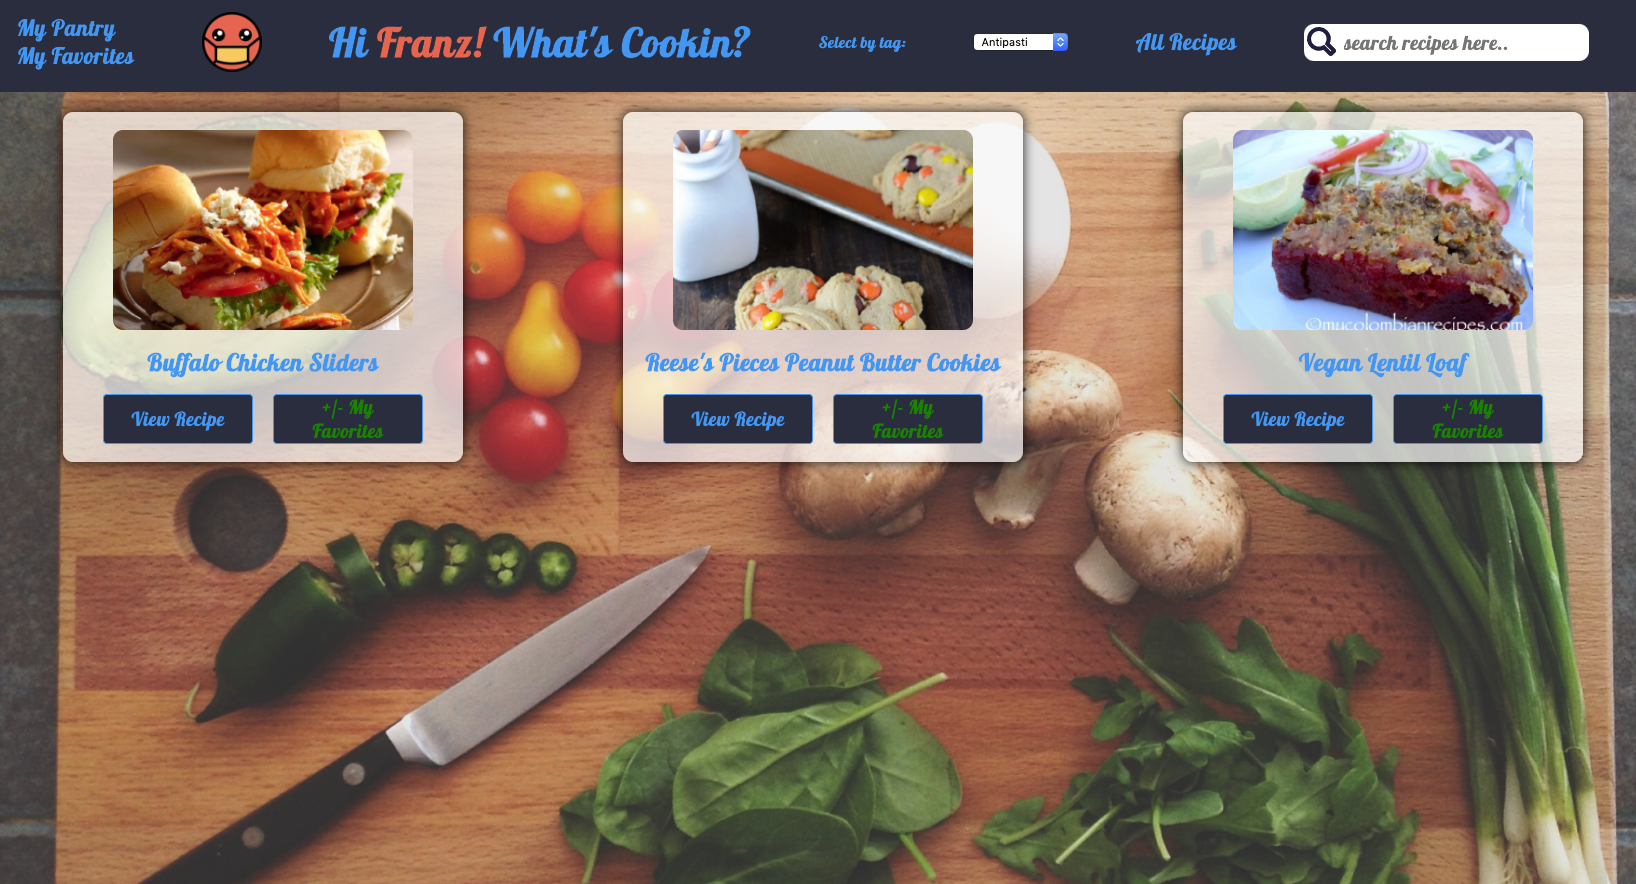 My Pantry
My Favorites
Hi Franz! What's Cookin?
Select by tag:
Antipasti
All Recipes
search recipes here..
©mycolombianrecipes.com
Buffalo Chicken Sliders
Reese's Pieces Peanut Butter Cookies
Vegan Lentil Loaf
View Recipe
+/- My
Favorites
View Recipe
+/- My
Favorites
View Recipe
+/- My
Favorites